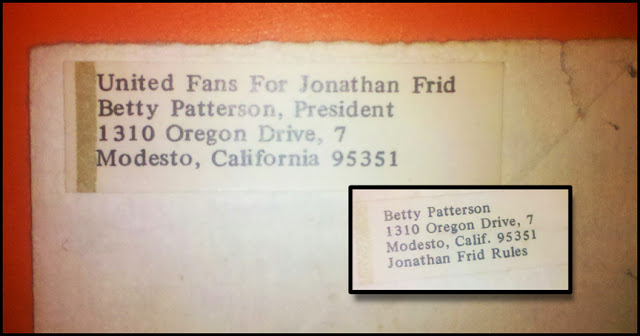 United Fans For Jonathan Frid
Betty Patterson, President
1310 Oregon Drive, 7
Modesto, California 95351
Betty Patterson
1310 Oregon Drive, 7
Modesto, Calif. 95351
Jonathan Frid Rules